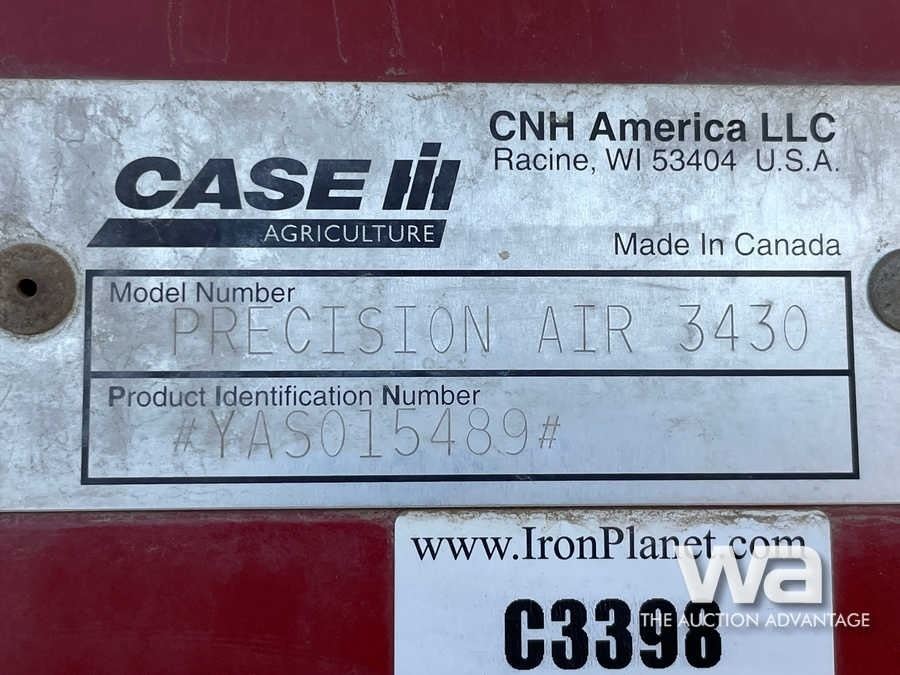 CASE IH
AGRICULTURE
CNH America LLC
Racine, WI 53404 U.S.A.
Made In Canada
Model Number
PRECISION AIR 3430
Product Identification Number
#YAS015489#
www.IronPlanet.com
C3398
wa
THE AUCTION ADVANTAGE